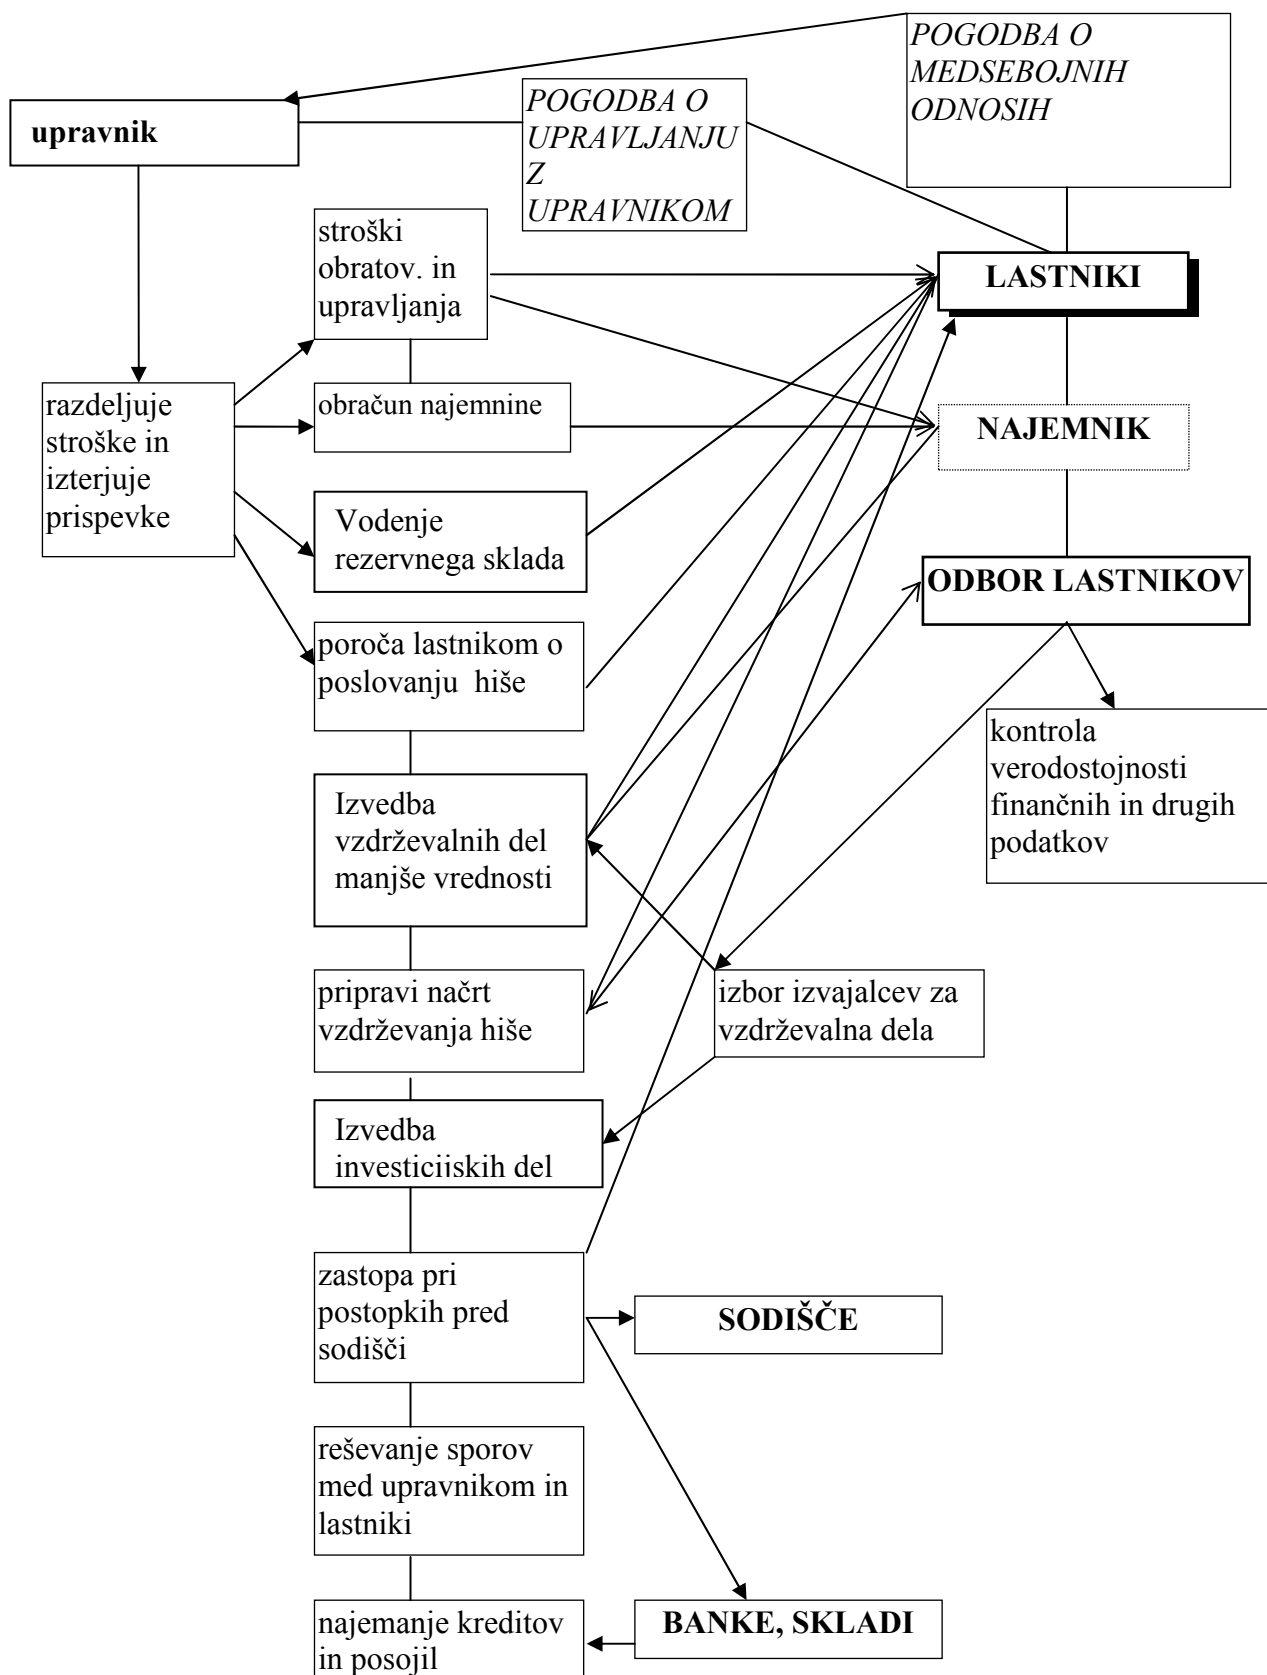 POGODBA O
MEDSEBOJNIH
ODNOSIH
upravnik
POGODBA O
UPRAVLJANJU
Z
UPRAVNIKOM
stroški
obratov. in
upravljanja
LASTNIKI
razdeljuje
stroške in
izterjuje
prispevke
obračun najemnine
NAJEMNIK
Vodenje
rezervnega sklada
ODBOR LASTNIKOV
poroča lastnikom o
poslovanju hiše
kontrola
verodostojnosti
finančnih in drugih
podatkov
Izvedba
vzdrževalnih del
manjše vrednosti
pripravi načrt
vzdrževanja hiše
izbor izvajalcev za
vzdrževalna dela
Izvedba
investicijskih del
zastopa pri
postopkih pred
sodišči
SODIŠČE
reševanje sporov
med upravnikom in
lastniki
najemanje kreditov
in posojil
BANKE, SKLADI